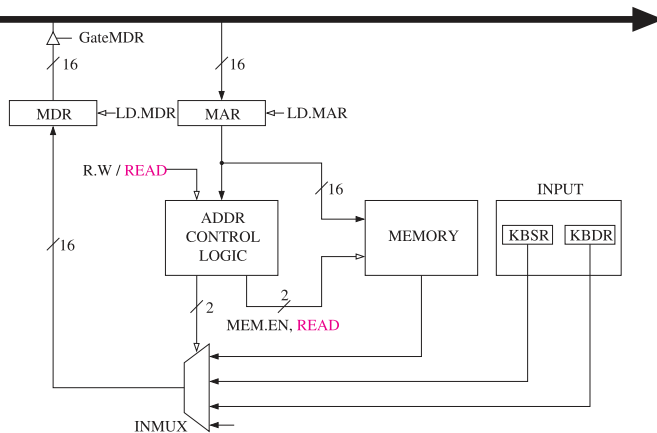 GateMDR
16
16
MDR
LD.MDR
MAR
LD.MAR
R.W / READ
16
INPUT
ADDR
CONTROL
LOGIC
MEMORY
KBSR
KBDR
16
2
2
MEM.EN, READ
INMUX